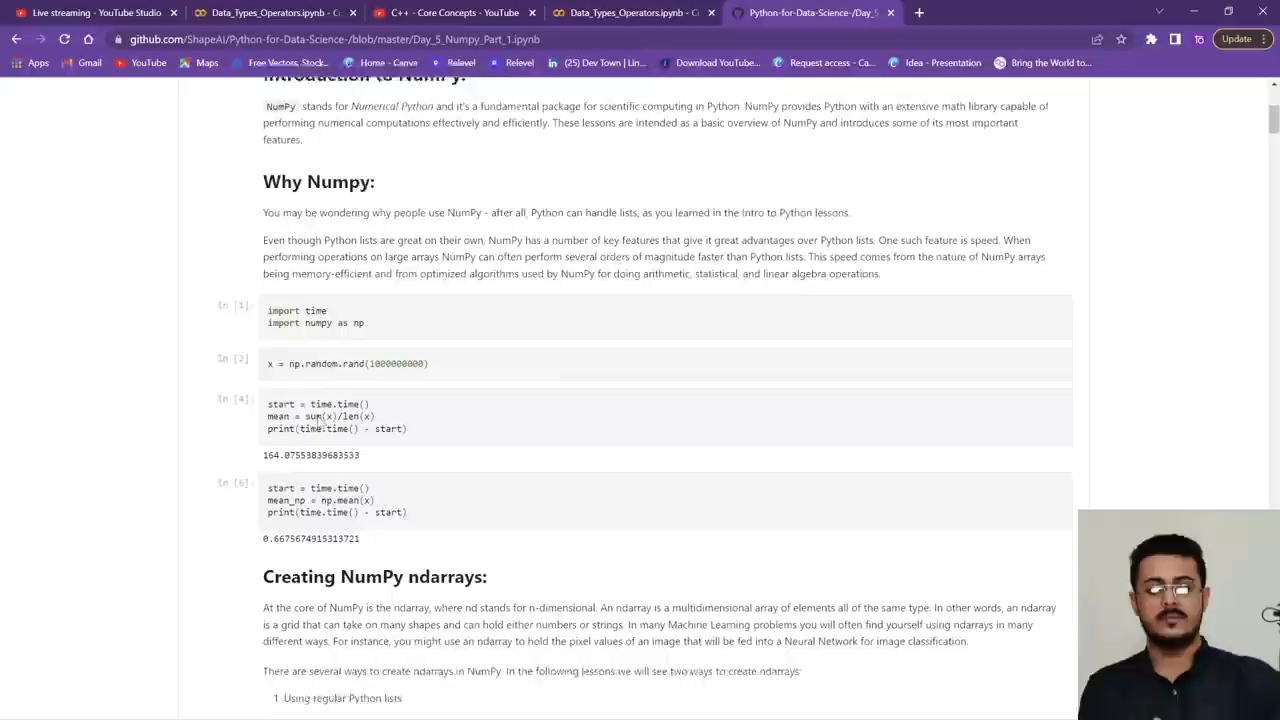 Live Streaming - YouTube Studio
Data_Types_Operators.ipynb - Co
C++ - Core Concepts - YouTube
Data_Types_Operators.ipynb - Co
Python-for-Data-Science-/Day_5
github.com/ShapeAI/Python-for-Data-Science-/blob/master/Day_5_Numpy_Part_1.ipynb
Update
Apps
Gmail
YouTube
Maps
Free Vectors, Stock...
Home - Canva
Relevel
Relevel
(25) Dev Town | Lin...
Download YouTube...
Request access - Ca...
Idea - Presentation
Bring the World to...
Introduction to NumPy:
NumPy stands for Numerical Python and it's a fundamental package for scientific computing in Python. NumPy provides Python with an extensive math library capable of
performing numerical computations effectively and efficiently. These lessons are intended as a basic overview of NumPy and introduces some of its most important
features.
Why Numpy:
You may be wondering why people use NumPy - after all, Python can handle lists, as you learned in the Intro to Python lessons.
Even though Python lists are great on their own, NumPy has a number of key features that give it great advantages over Python lists. One such feature is speed. When
performing operations on large arrays NumPy can often perform several orders of magnitude faster than Python lists. This speed comes from the nature of NumPy arrays
being memory-efficient and from optimized algorithms used by NumPy for doing arithmetic, statistical, and linear algebra operations.
In [1]:
import time
import numpy as np
In [3]
x = np.random.rand(1000000000)
In [4]:
start = time.time()
mean = sum(x)/len(x)
print(time.time() - start)
164.07553839683533
In [6]:
start = time.time()
mean_np = np.mean(x)
print(time.time() - start)
0.6675674915313721
Creating NumPy ndarrays:
At the core of NumPy is the ndarray, where nd stands for n-dimensional. An ndarray is a multidimensional array of elements all of the same type. In other words, an ndarray
is a grid that can take on many shapes and can hold either numbers or strings. In many Machine Learning problems you will often find yourself using ndarrays in many
different ways. For instance, you might use an ndarray to hold the pixel values of an image that will be fed into a Neural Network for image classification.
There are several ways to create ndarrays in NumPy. In the following lessons we will see two ways to create ndarrays:
1. Using regular Python lists